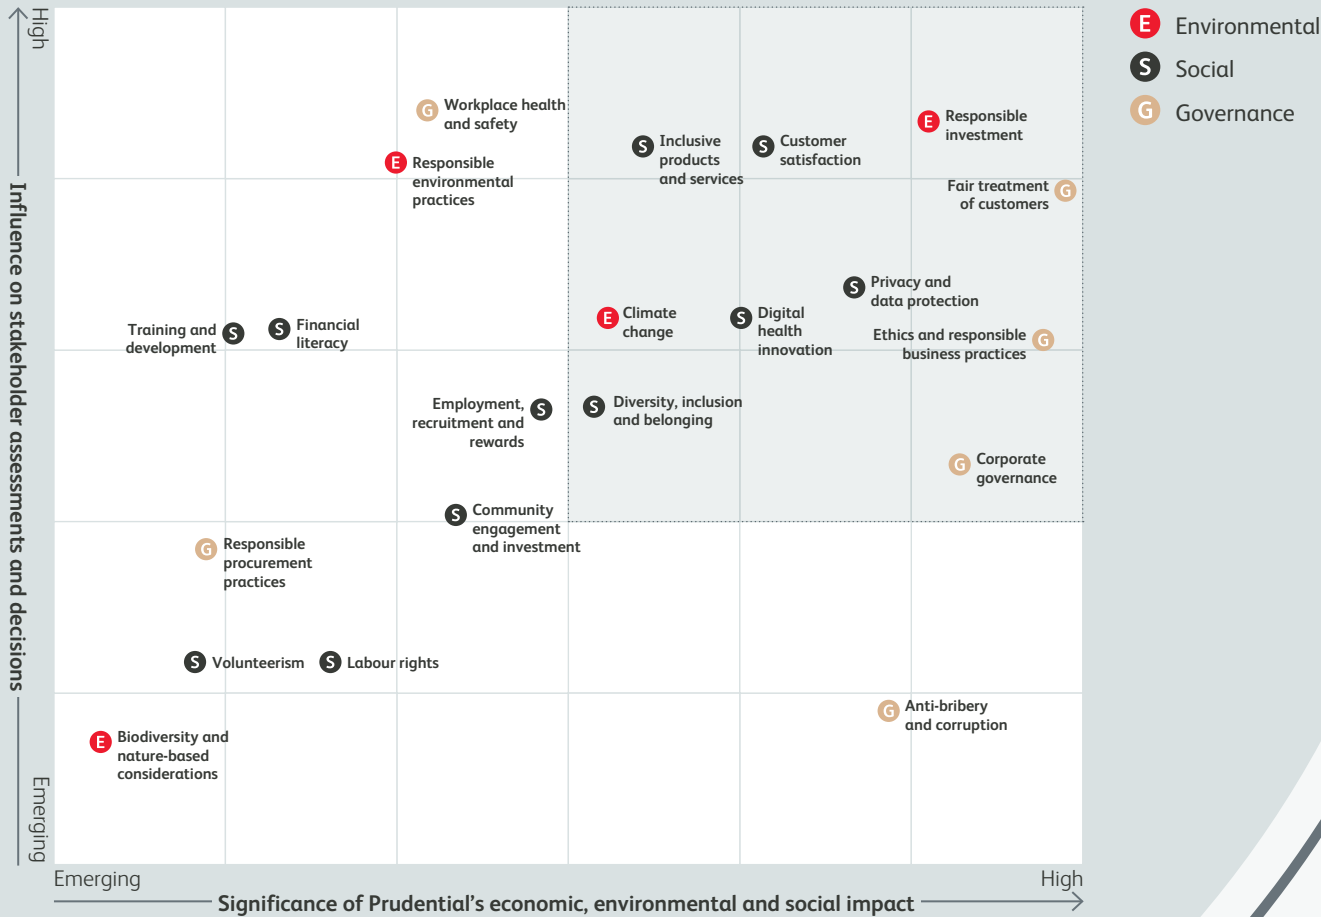 High
Influence on stakeholder assessments and decisions
Emerging
E Environmental
S Social
G Governance
G Workplace health
and safety
E Responsible
environmental
practices
S Inclusive
products
and services
S Customer
satisfaction
E Responsible
investment
Fair treatment G
of customers
S Privacy and
data protection
Training and S
development
S Financial
literacy
E Climate
change
S Digital
health
innovation
Ethics and responsible G
business practices
Employment, S
recruitment and
rewards
S Diversity, inclusion
and belonging
G Corporate
governance
S Community
engagement
and investment
G Responsible
procurement
practices
S Volunteerism
S Labour rights
G Anti-bribery
and corruption
E Biodiversity and
nature-based
considerations
Emerging
High
Significance of Prudential’s economic, environmental and social impact